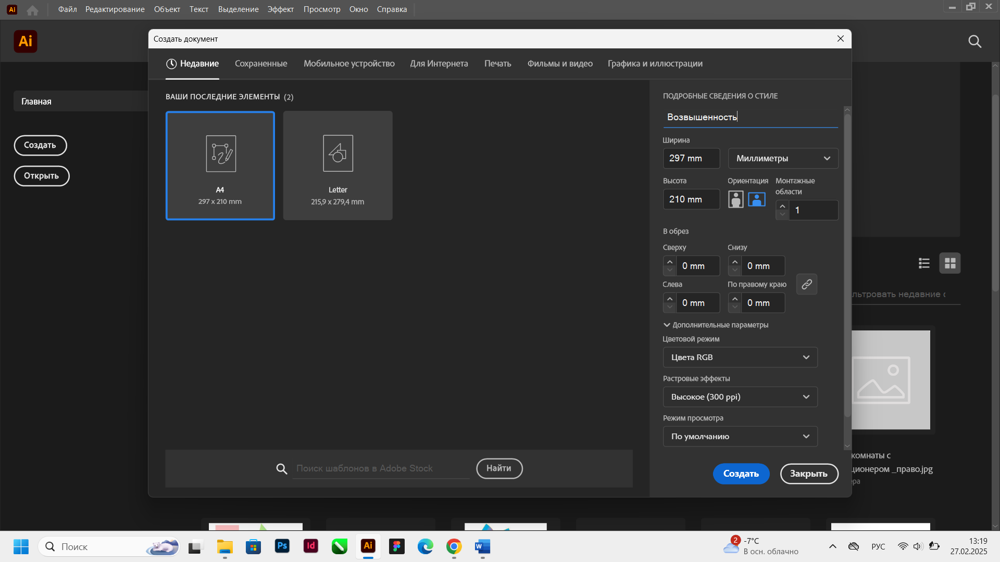 Ai
Файл Редактирование Объект Текст Выделение Эффект Просмотр Окно Справка
Ai
Создать документ
Недавние Сохраненные Мобильное устройство Для Интернета Печать Фильмы и видео Графика и иллюстрации
Главная
Создать
Открыть
ВАШИ ПОСЛЕДНИЕ ЭЛЕМЕНТЫ (2)
A4
297 x 210 mm
Letter
215,9 x 279,4 mm
Поиск шаблонов в Adobe Stock
Найти
ПОДРОБНЫЕ СВЕДЕНИЯ О СТИЛЕ
Возвышенность
Ширина
297 mm Миллиметры
Высота Ориентация Монтажные области
210 mm 1
В обрез
Сверху Снизу
0 mm 0 mm
Слева По правому краю
0 mm 0 mm
Дополнительные параметры
Цветовой режим
Цвета RGB
Растровые эффекты
Высокое (300 ppi)
Режим просмотра
По умолчанию
Создать Закрыть
льтровать недавние
комнаты с
ционером _право.jpg
ра
Поиск
Ps Id Ai W
2
-7°C
В осн. облачно
РУС
13:19
27.02.2025